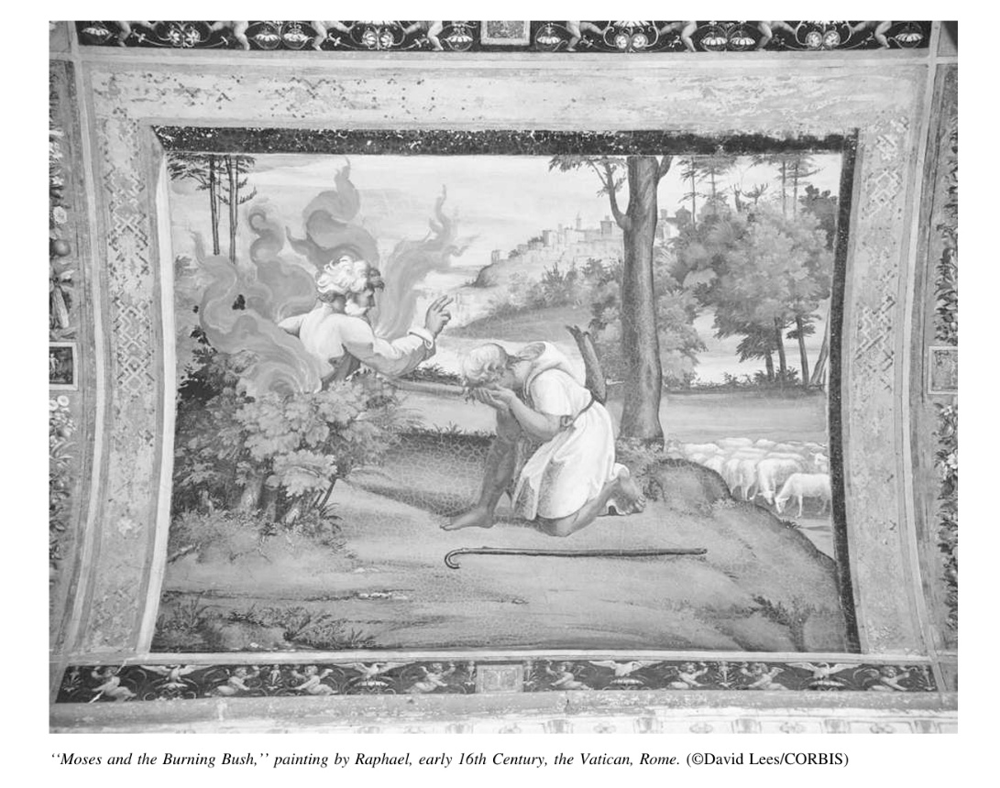 ‘‘Moses and the Burning Bush,’’ painting by Raphael, early 16th Century, the Vatican, Rome. (©David Lees/CORBIS)